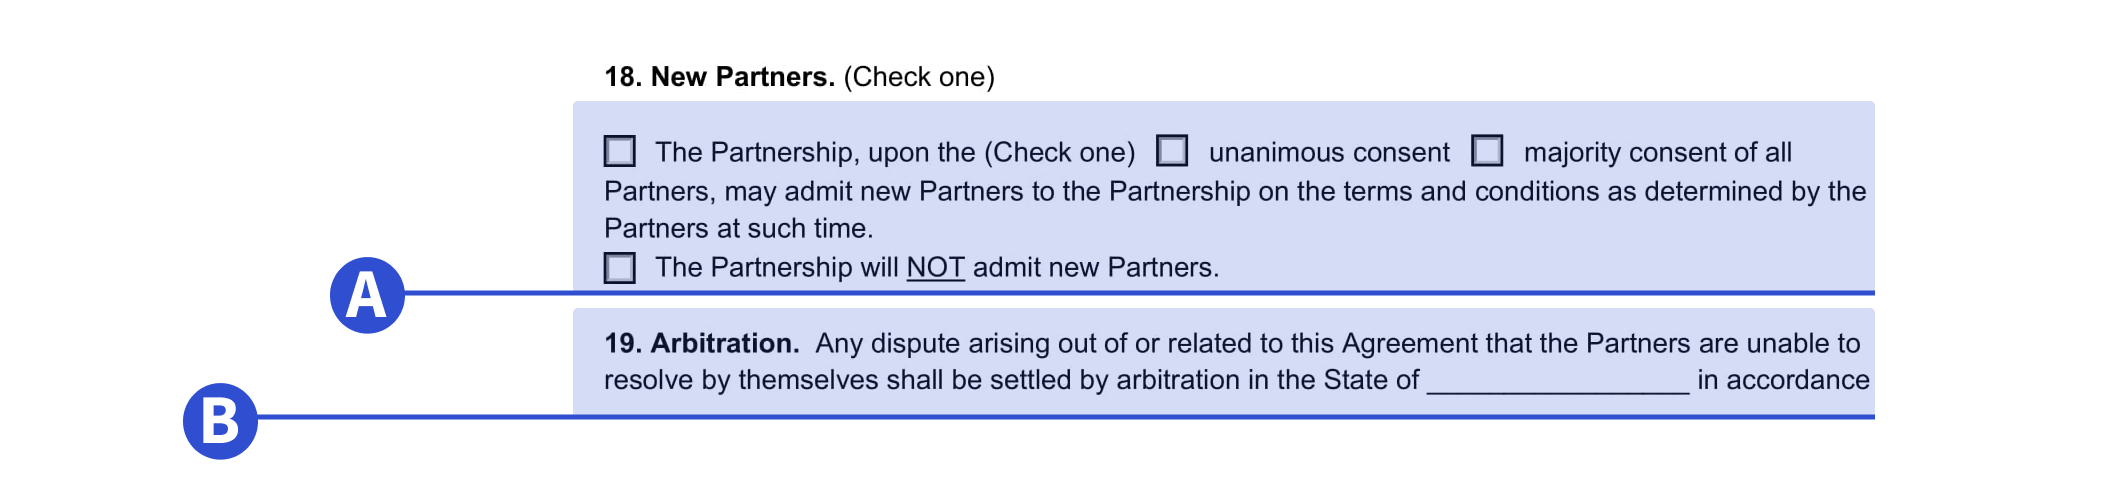 18. New Partners. (Check one)
The Partnership, upon the (Check one) unanimous consent majority consent of all
Partners, may admit new Partners to the Partnership on the terms and conditions as determined by the
Partners at such time.
The Partnership will NOT admit new Partners.
A
19. Arbitration. Any dispute arising out of or related to this Agreement that the Partners are unable to
resolve by themselves shall be settled by arbitration in the State of _________________ in accordance
B